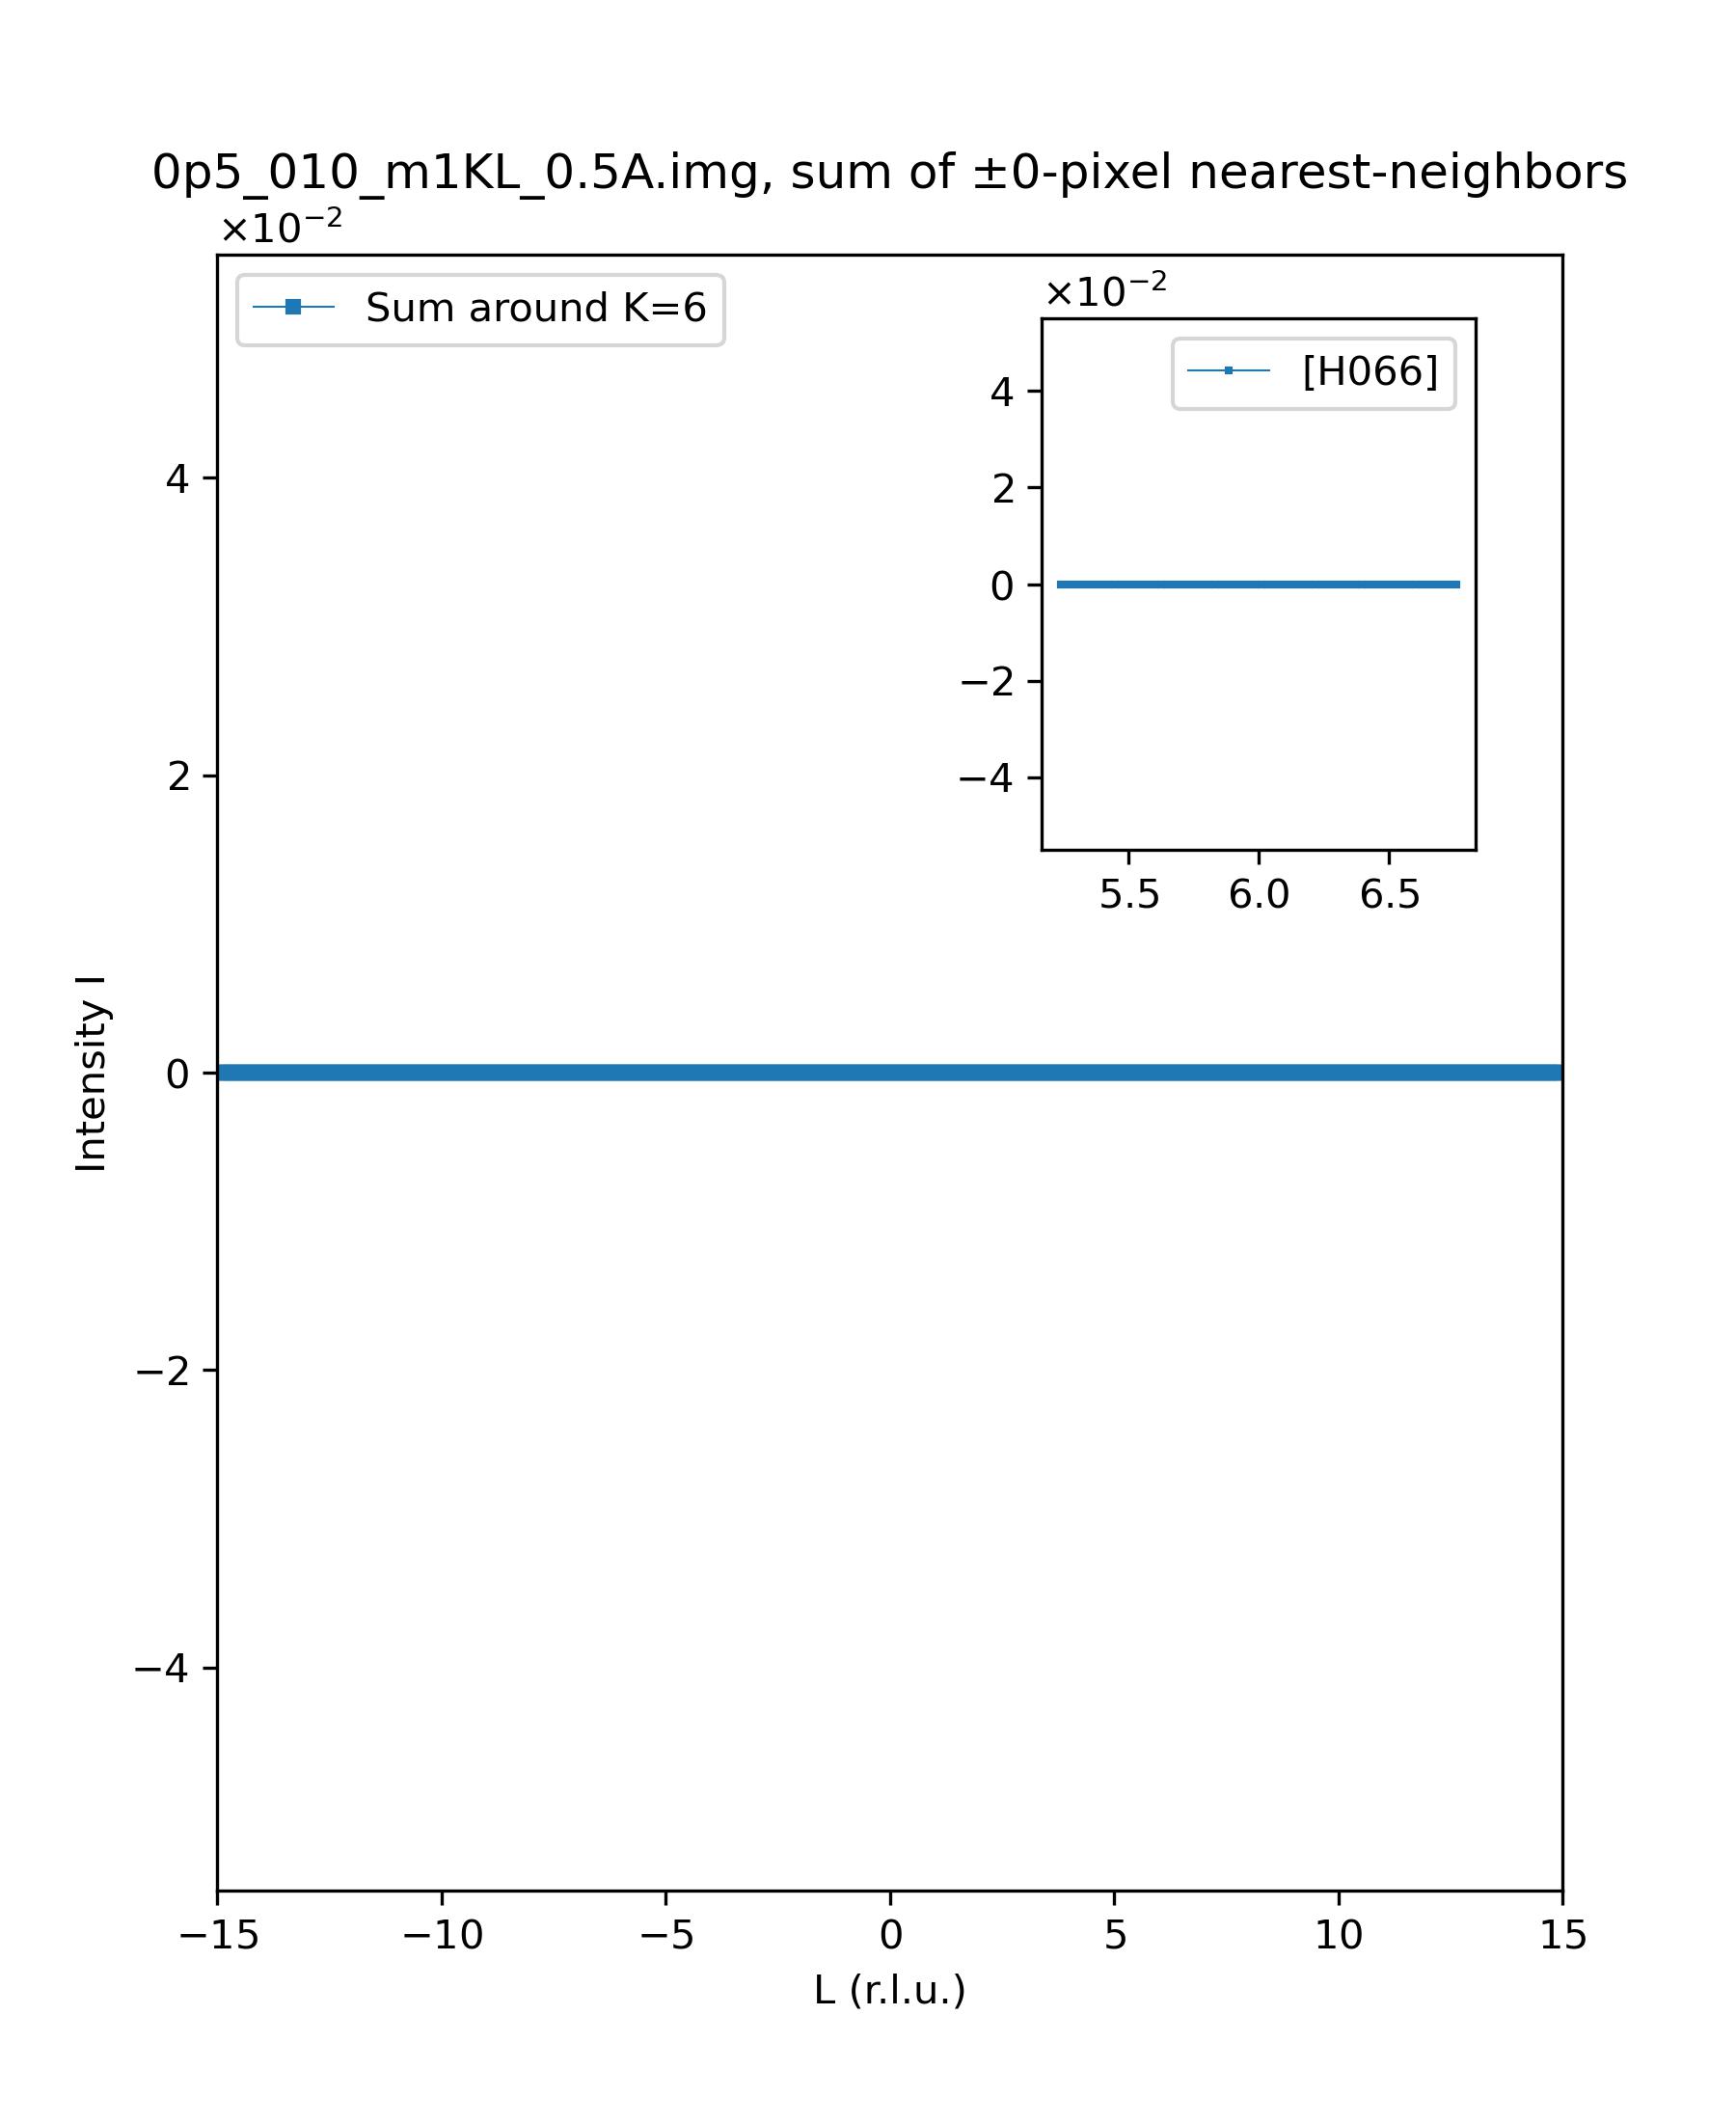 0p5_010_m1KL_0.5A.img, sum of ±0-pixel nearest-neighbors
×10⁻²
Sum around K=6
×10⁻²
[H066]
4
2
0
−2
−4
5.5 6.0 6.5
4
2
0
−2
−4
Intensity I
−15 −10 −5 0 5 10 15
L (r.l.u.)